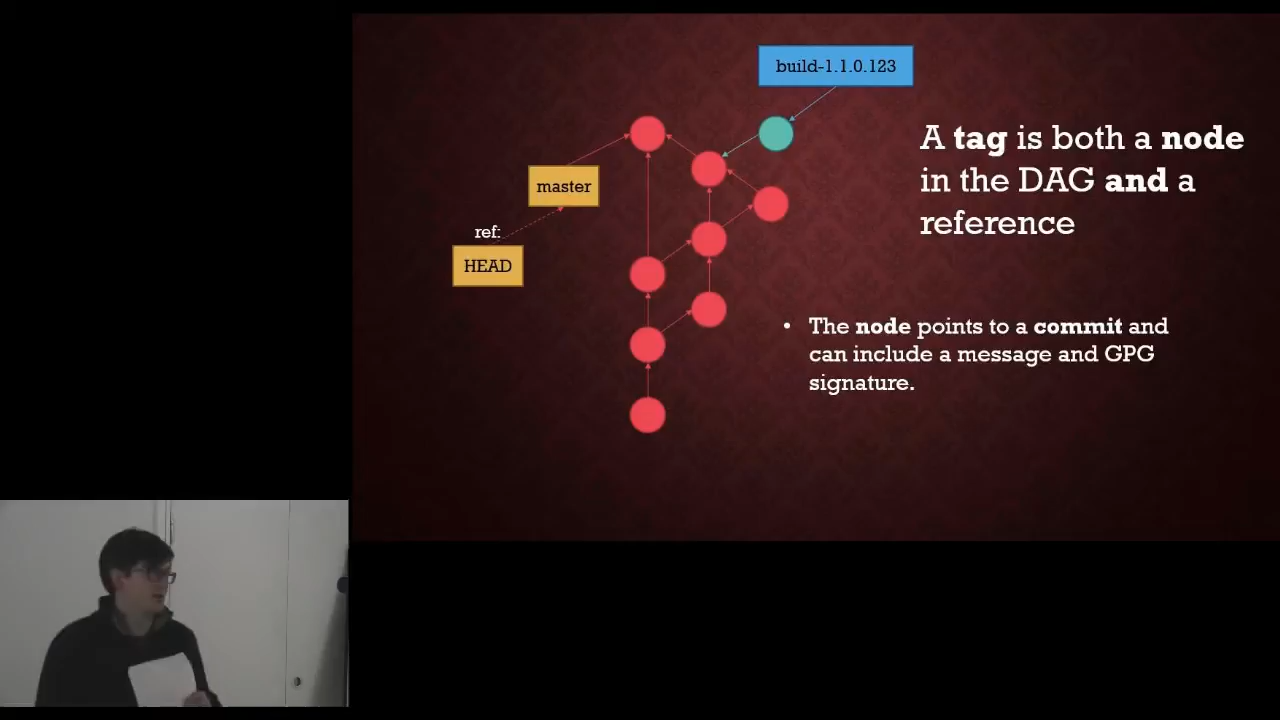 build-1.1.0.123
master
ref:
HEAD
A tag is both a node
in the DAG and a
reference
• The node points to a commit and
can include a message and GPG
signature.